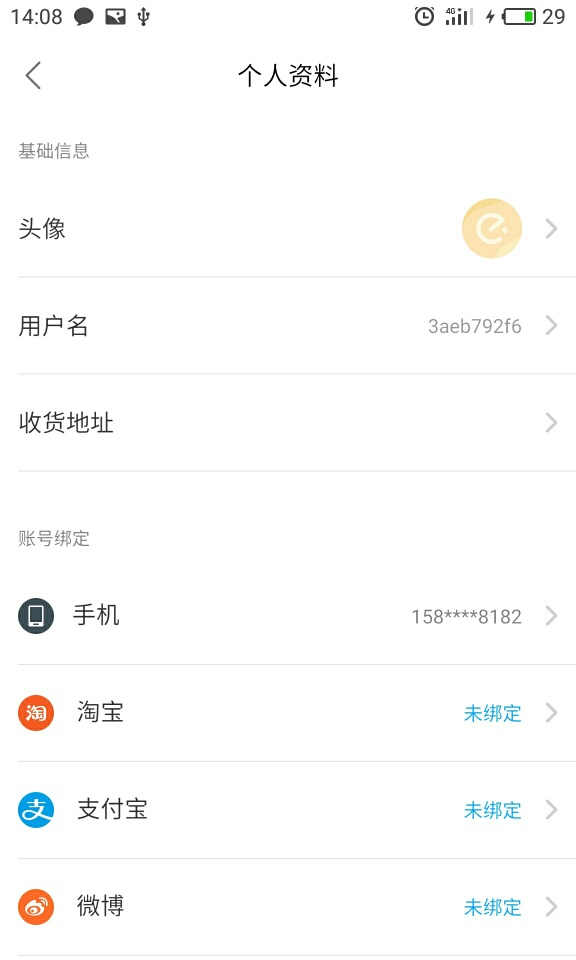 14:08 4G 29
个人资料
基础信息
头像
用户名 3aeb792f6
收货地址
账号绑定
手机 158****8182
淘 淘宝 未绑定
支 支付宝 未绑定
微博 未绑定